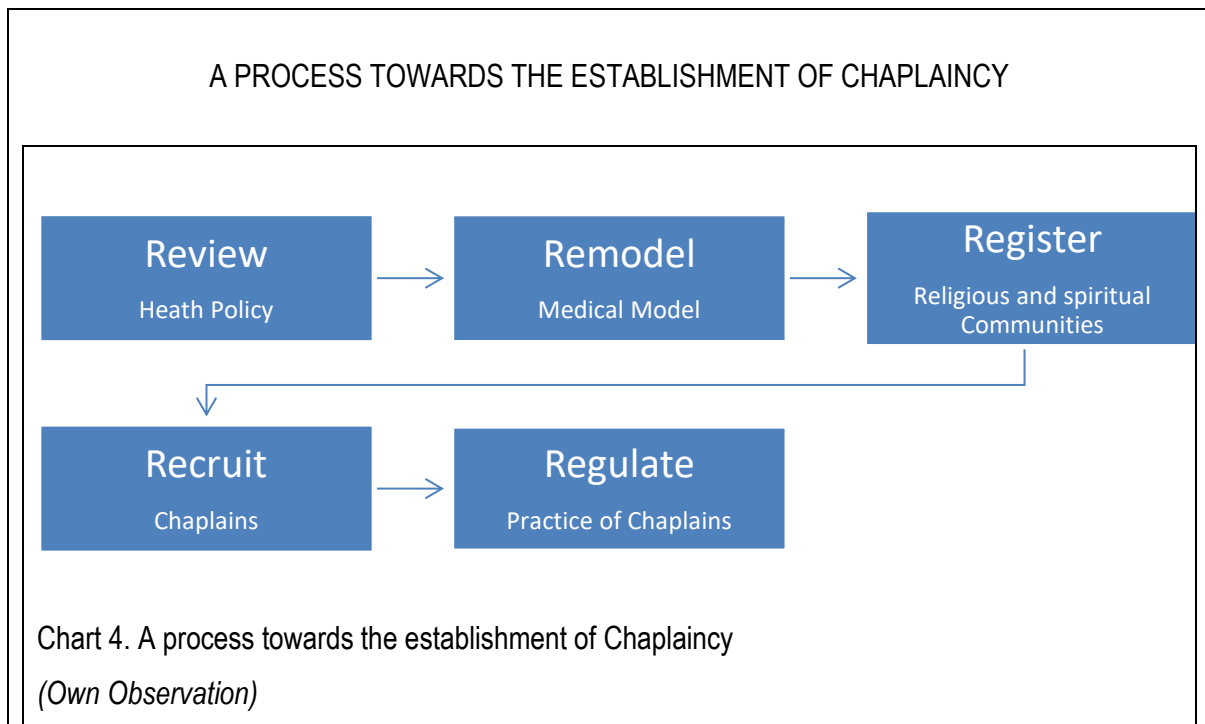 A PROCESS TOWARDS THE ESTABLISHMENT OF CHAPLAINCY
Review
Heath Policy
Remodel
Medical Model
Register
Religious and spiritual
Communities
Recruit
Chaplains
Regulate
Practice of Chaplains
Chart 4. A process towards the establishment of Chaplaincy
(Own Observation)